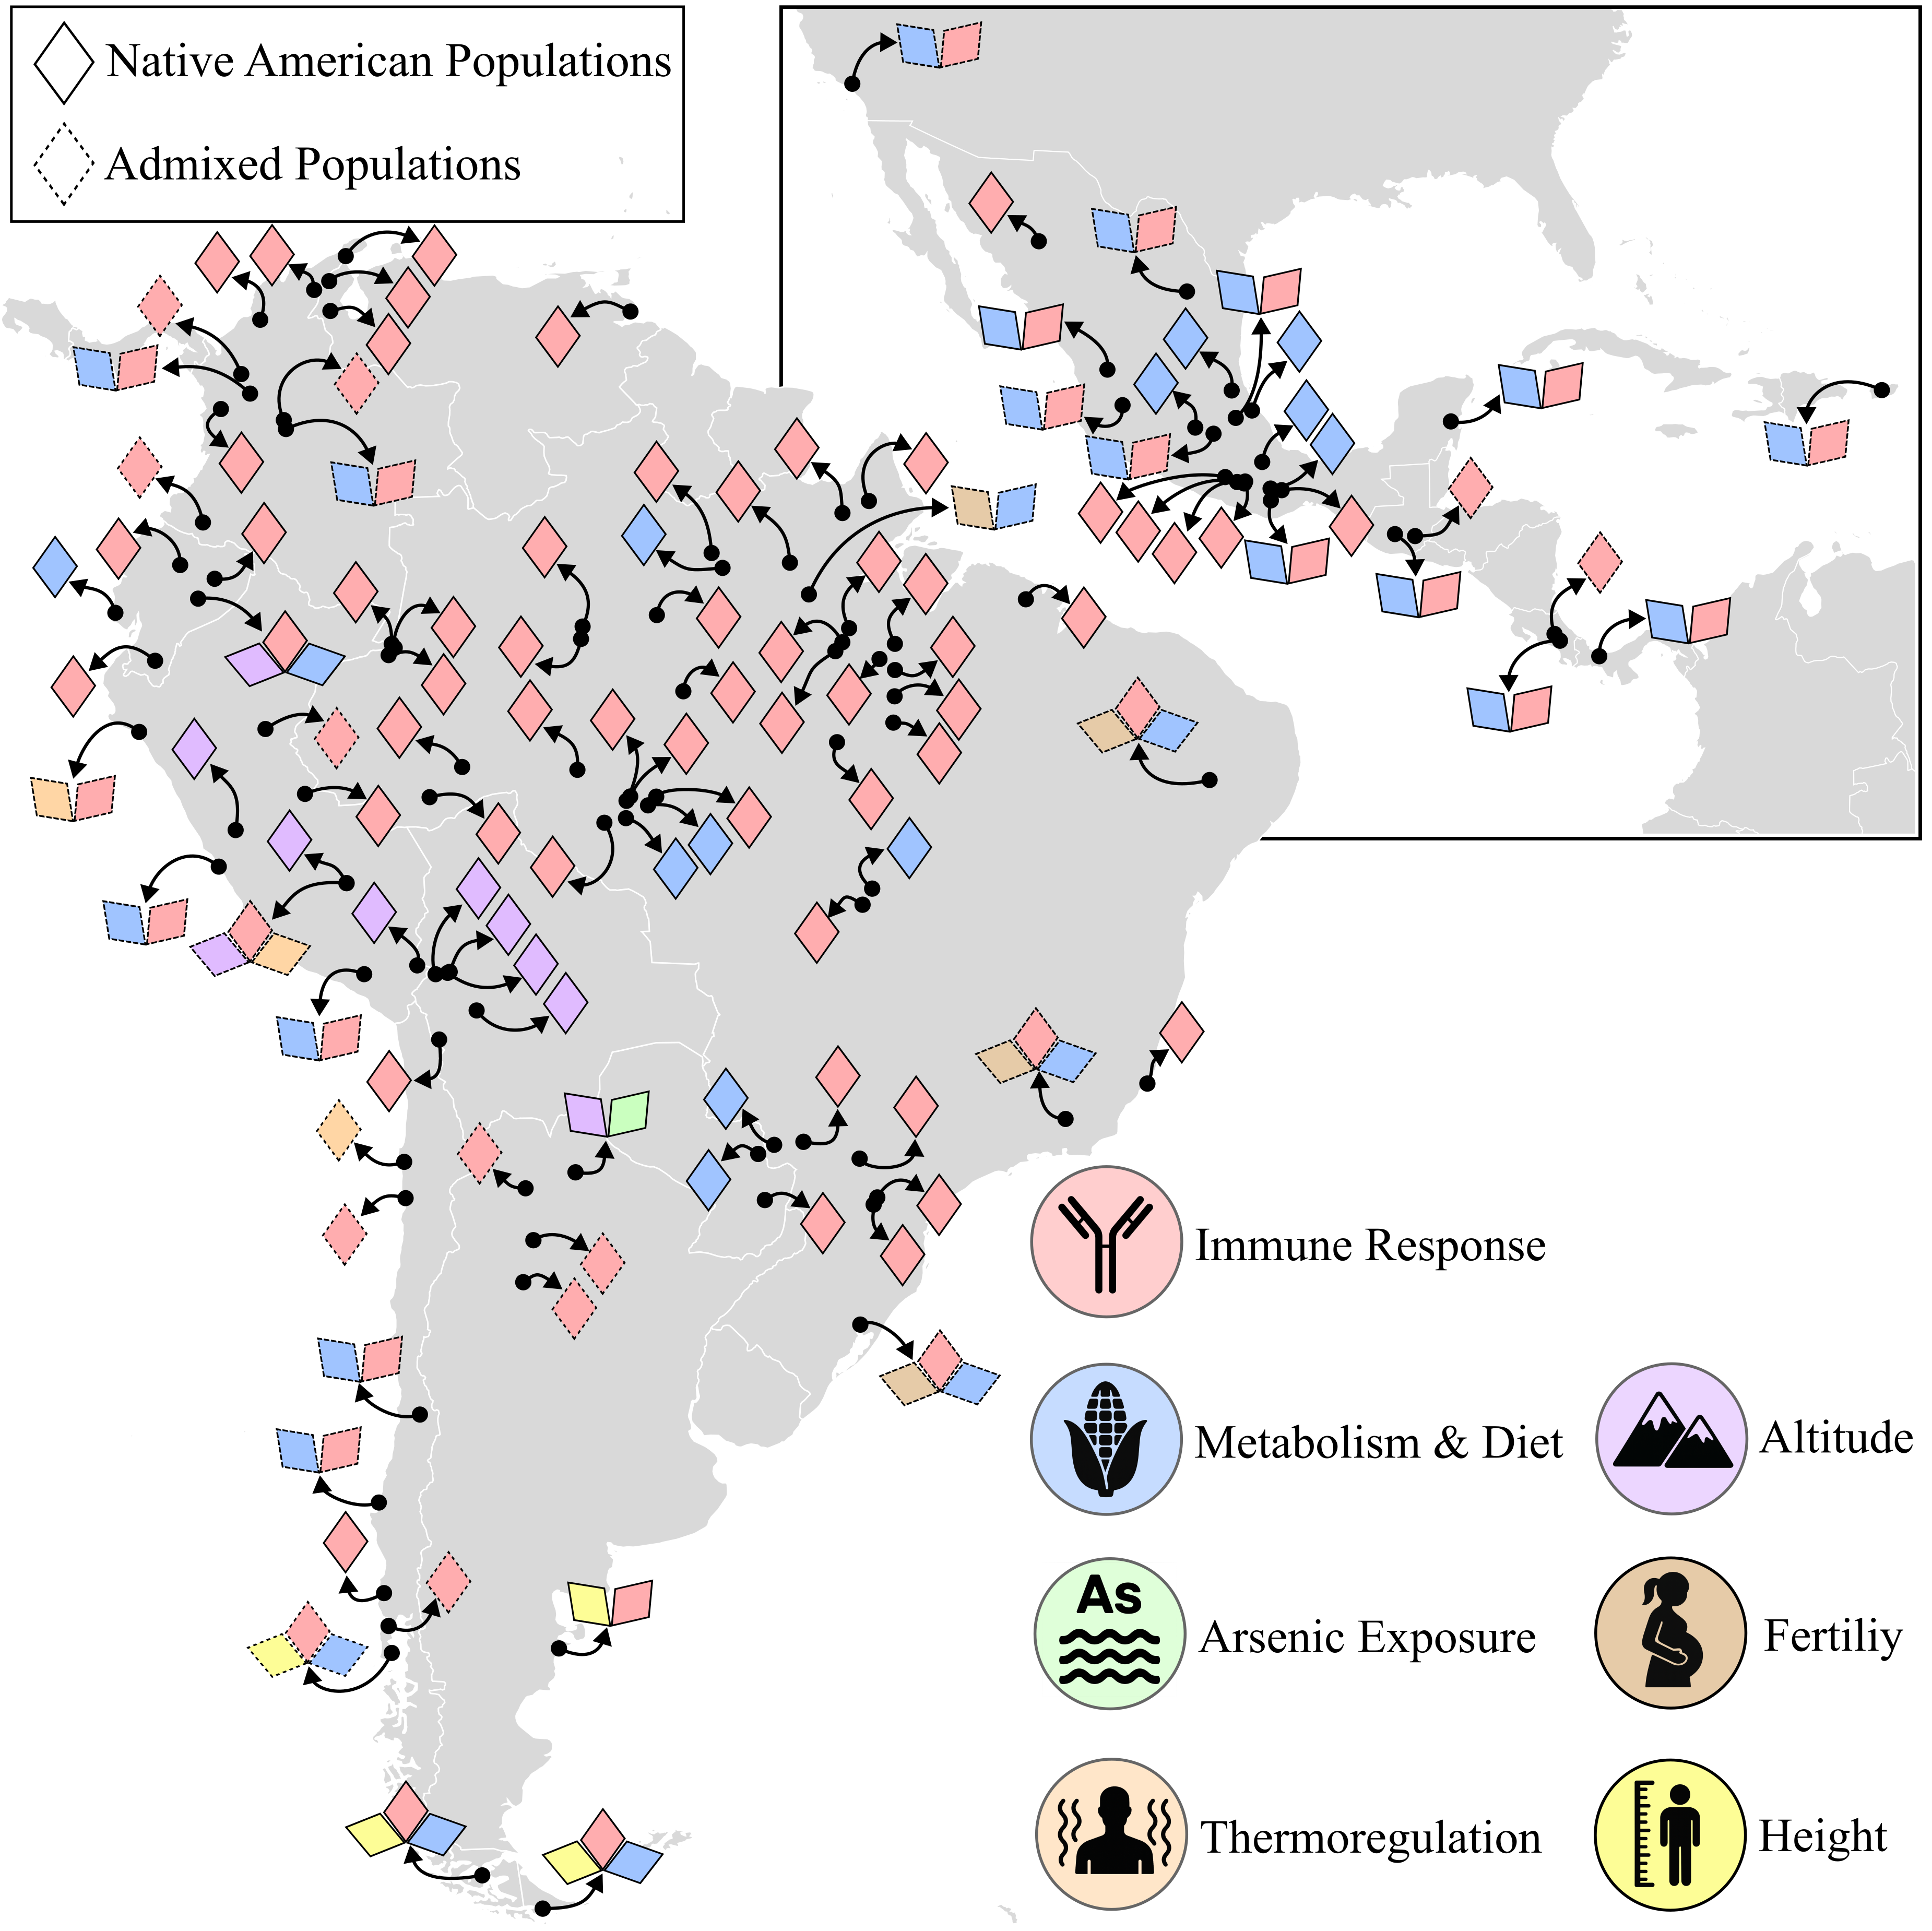 Native American Populations
Admixed Populations
Immune Response
Metabolism & Diet
Altitude
As
Arsenic Exposure
Fertiliy
Thermoregulation
Height